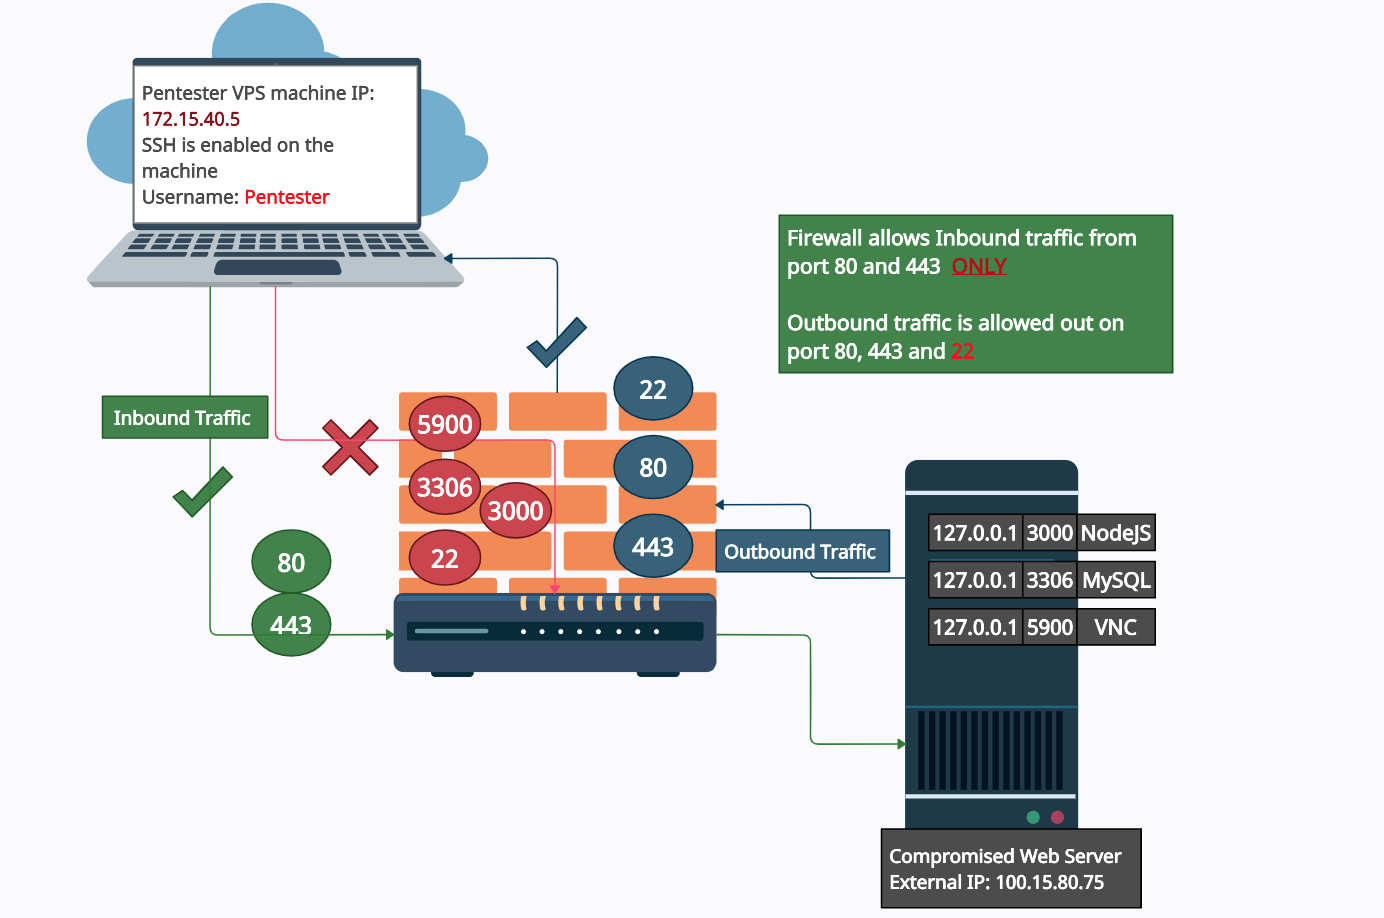 Pentester VPS machine IP:
172.15.40.5
SSH is enabled on the
machine
Username: Pentester
Firewall allows Inbound traffic from
port 80 and 443 ONLY
Outbound traffic is allowed out on
port 80, 443 and 22
Inbound Traffic
5900
3306
3000
22
22
80
443
80
443
Outbound Traffic
127.0.0.1 3000 NodeJS
127.0.0.1 3306 MySQL
127.0.0.1 5900 VNC
Compromised Web Server
External IP: 100.15.80.75